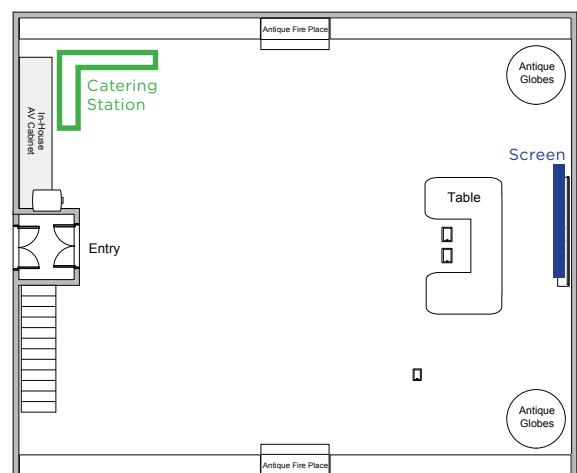 Antique Fire Place
Antique
Globes
Catering
Station
In-House
AV Cabinet
Screen
Table
Entry
Antique
Globes
Antique Fire Place